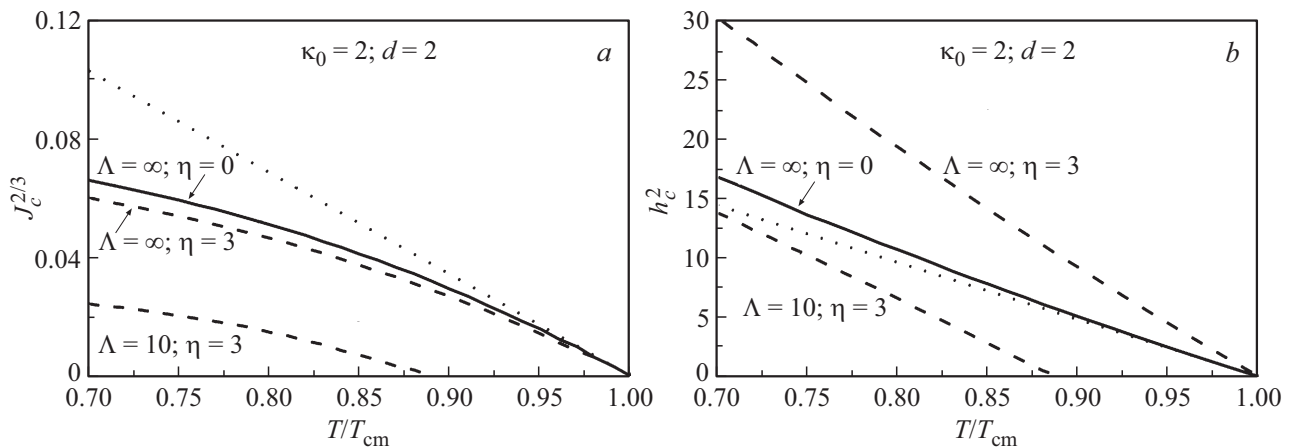 0.12
0.08
0.04
0
J_c^{2/3}
κ₀ = 2; d = 2
a
Λ = ∞; η = 0
Λ = ∞; η = 3
Λ = 10; η = 3
0.70 0.75 0.80 0.85 0.90 0.95 1.00
T/T_cm
30
25
20
15
10
5
0
h_c^2
κ₀ = 2; d = 2
b
Λ = ∞; η = 3
Λ = ∞; η = 0
Λ = 10; η = 3
0.70 0.75 0.80 0.85 0.90 0.95 1.00
T/T_cm